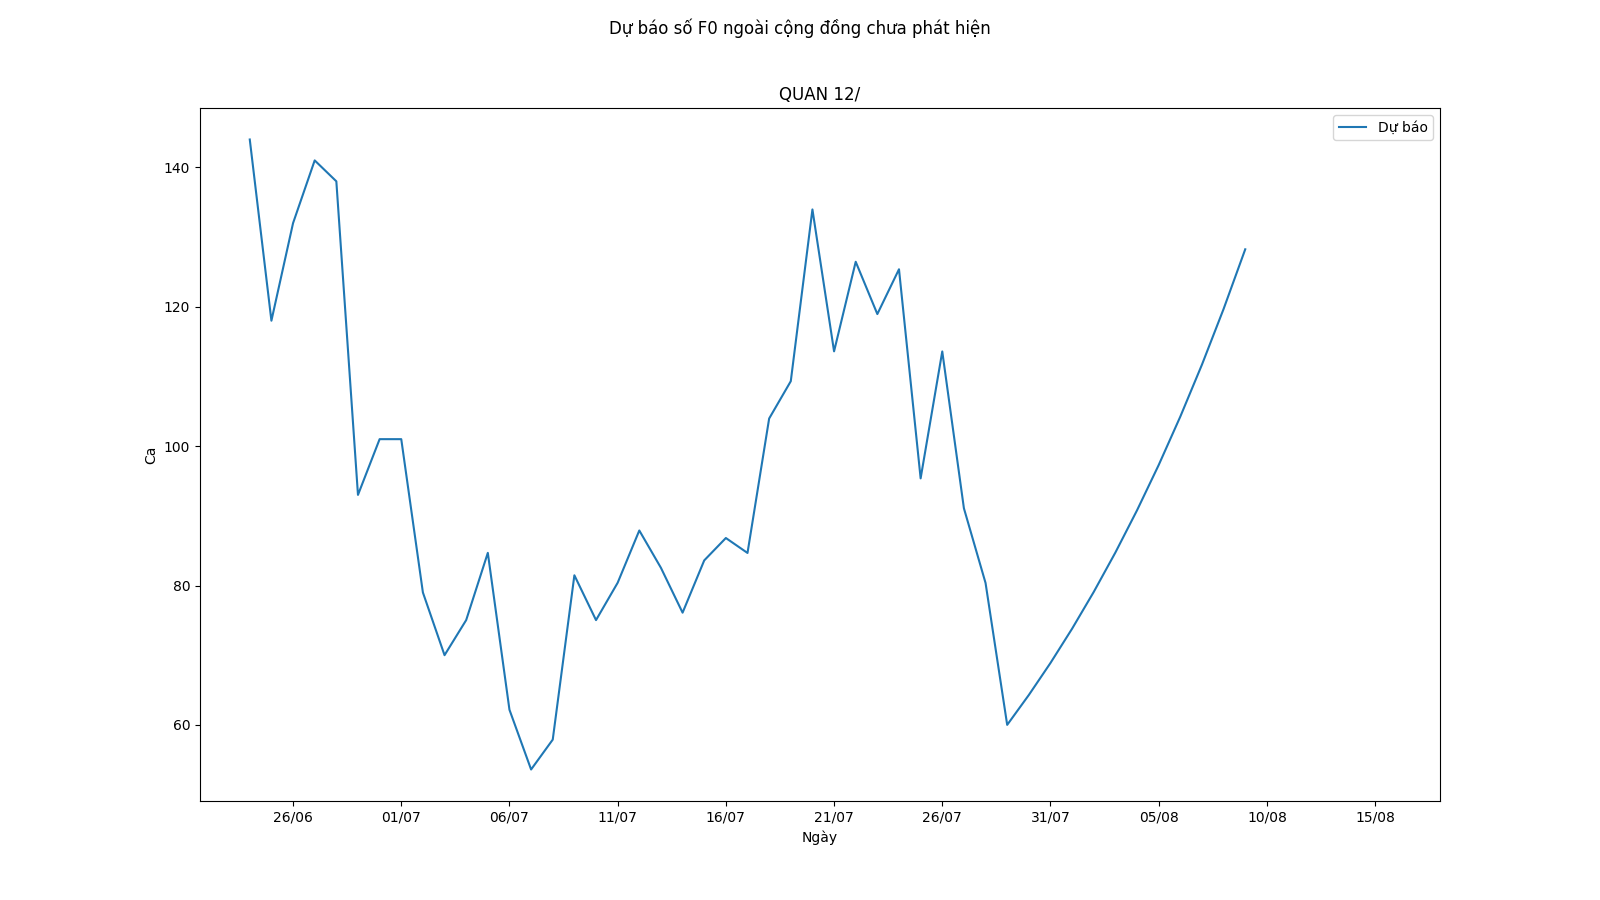 Dự báo số F0 ngoài cộng đồng chưa phát hiện
QUAN 12/
Dự báo
140
120
100
80
60
Ca
26/06 01/07 06/07 11/07 16/07 21/07 26/07 31/07 05/08 10/08 15/08
Ngày